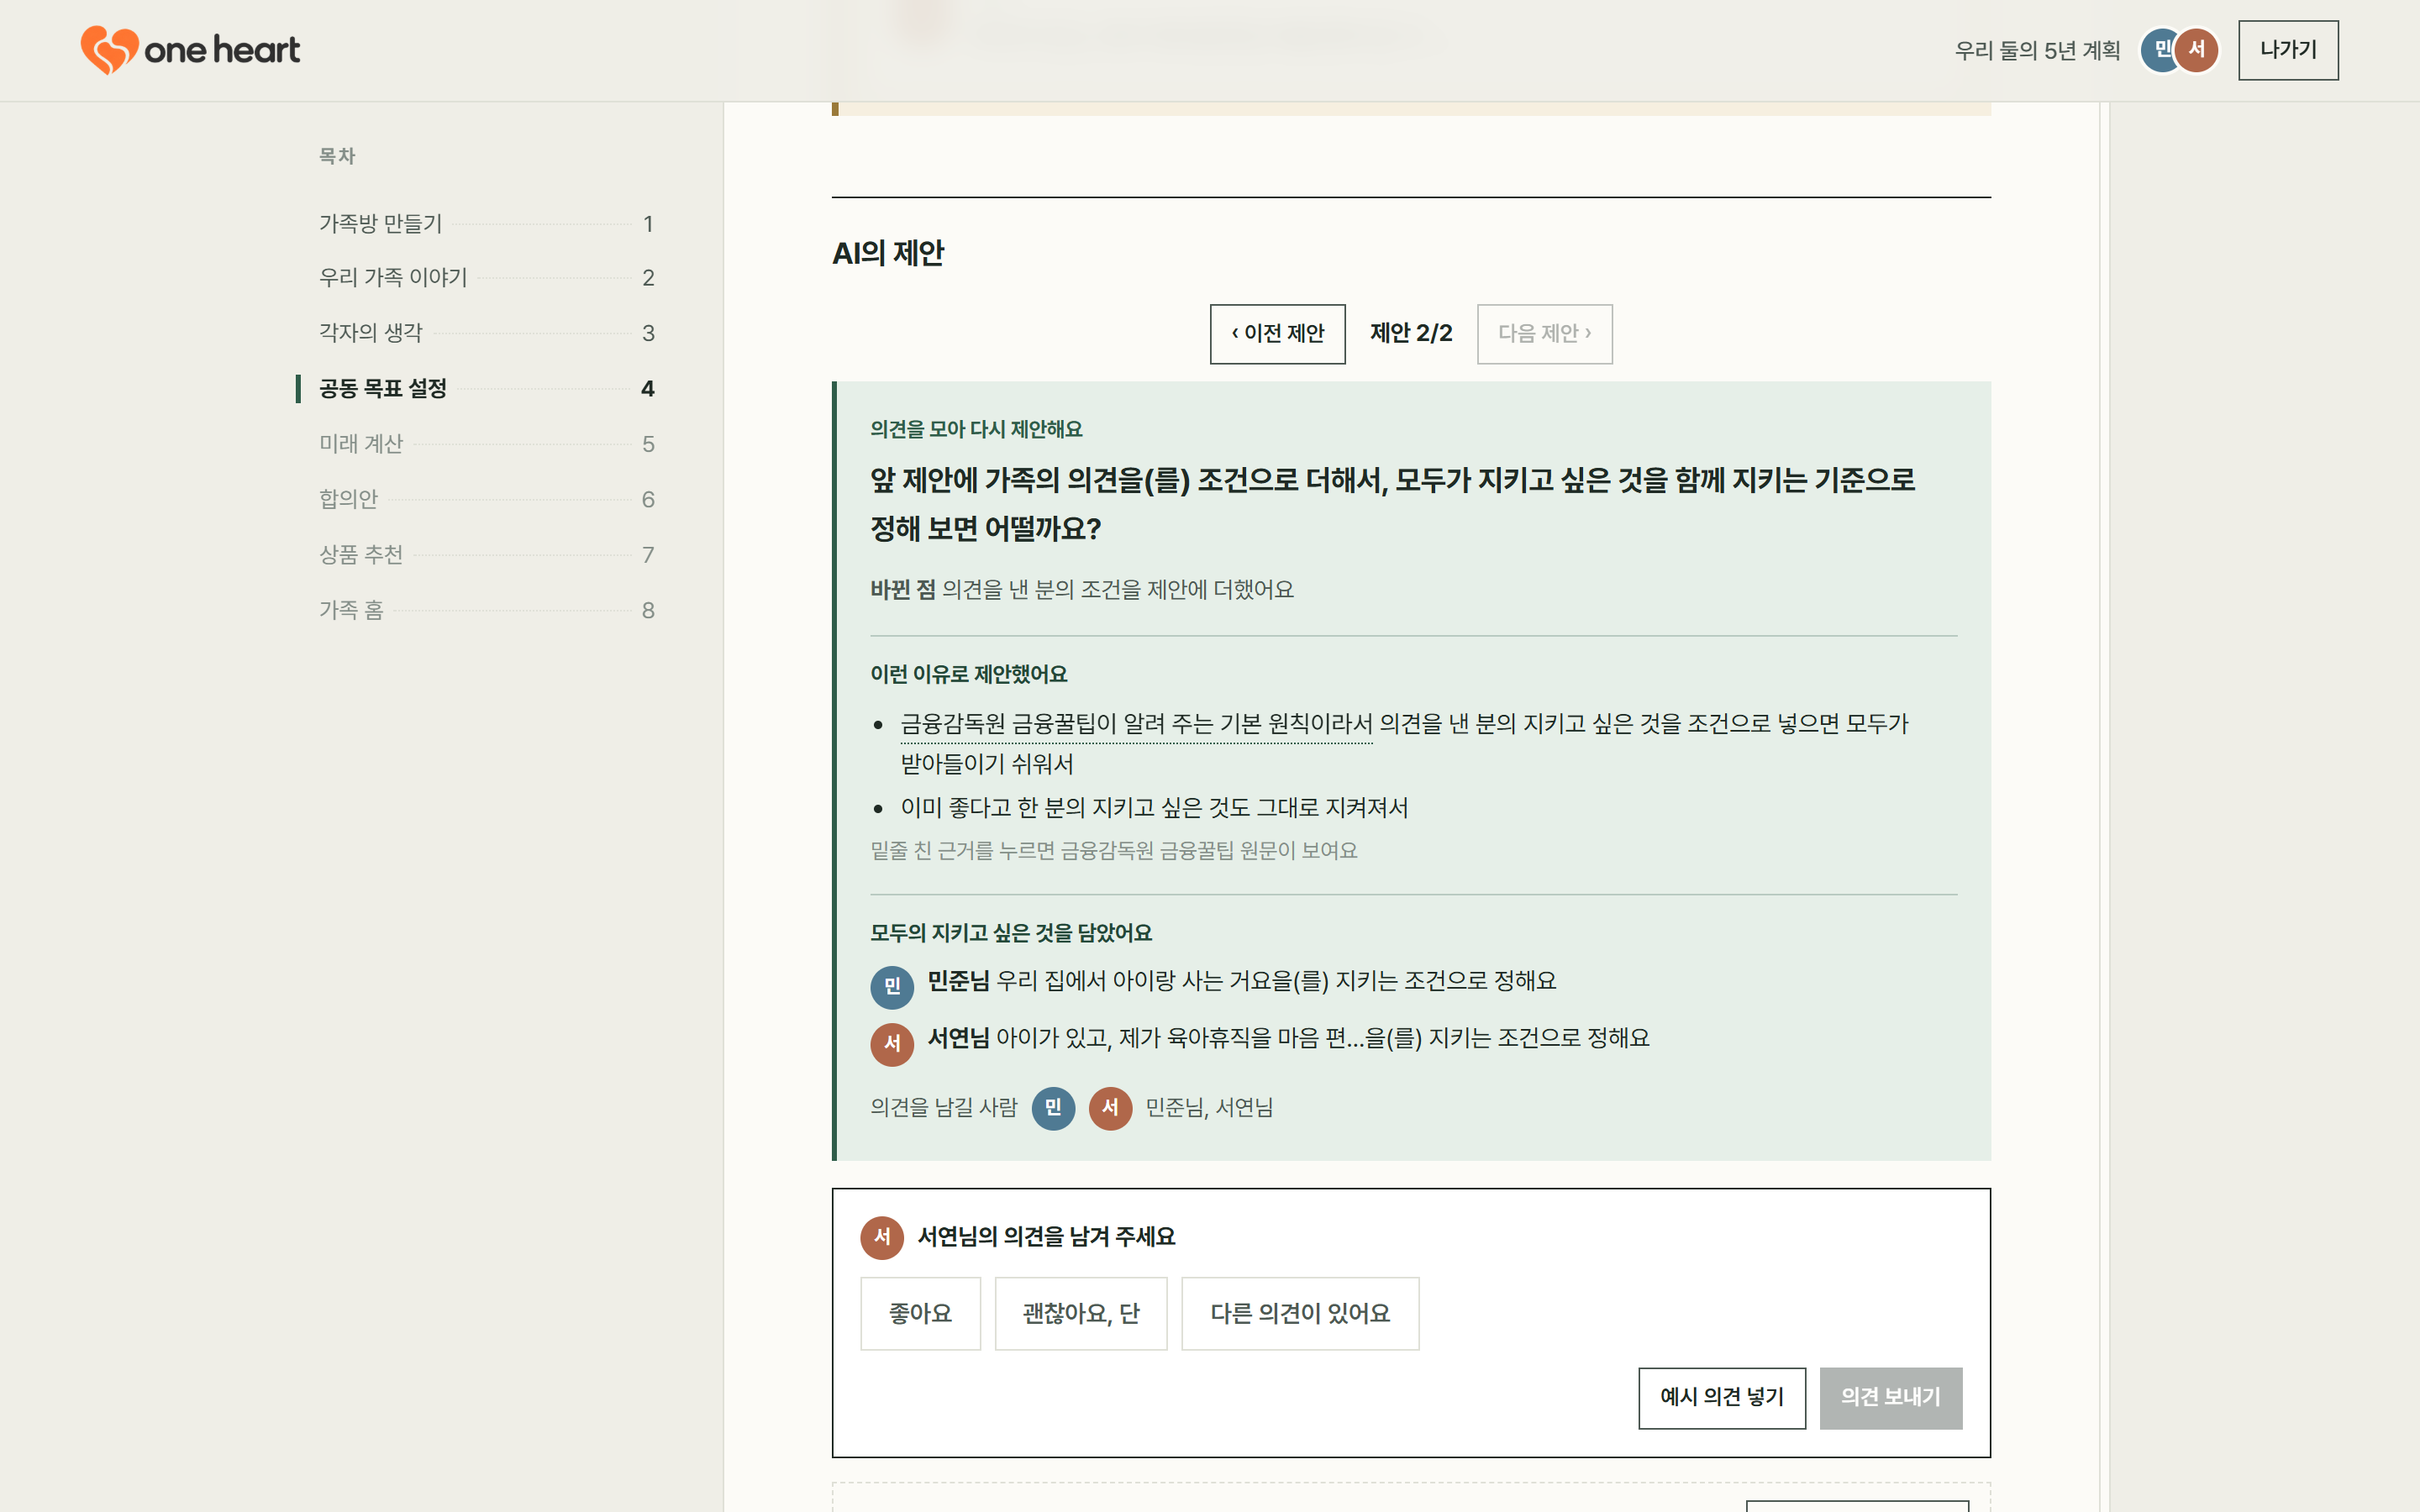 one heart
우리 둘의 5년 계획
민
서
나가기
목차
가족방 만들기 1
우리 가족 이야기 2
각자의 생각 3
공동 목표 설정 4
미래 계산 5
합의안 6
상품 추천 7
가족 홈 8
AI의 제안
‹ 이전 제안
제안 2/2
다음 제안 ›
의견을 모아 다시 제안해요
앞 제안에 가족의 의견을(를) 조건으로 더해서, 모두가 지키고 싶은 것을 함께 지키는 기준으로
정해 보면 어떨까요?
바뀐 점 의견을 낸 분의 조건을 제안에 더했어요
이런 이유로 제안했어요
• 금융감독원 금융꿀팁이 알려 주는 기본 원칙이라서 의견을 낸 분의 지키고 싶은 것을 조건으로 넣으면 모두가
받아들이기 쉬워서
• 이미 좋다고 한 분의 지키고 싶은 것도 그대로 지켜져서
밑줄 친 근거를 누르면 금융감독원 금융꿀팁 원문이 보여요
모두의 지키고 싶은 것을 담았어요
민 민준님 우리 집에서 아이랑 사는 거요을(를) 지키는 조건으로 정해요
서 서연님 아이가 있고, 제가 육아휴직을 마음 편…을(를) 지키는 조건으로 정해요
의견을 남길 사람 민 서 민준님, 서연님
서 서연님의 의견을 남겨 주세요
좋아요
괜찮아요, 단
다른 의견이 있어요
예시 의견 넣기
의견 보내기